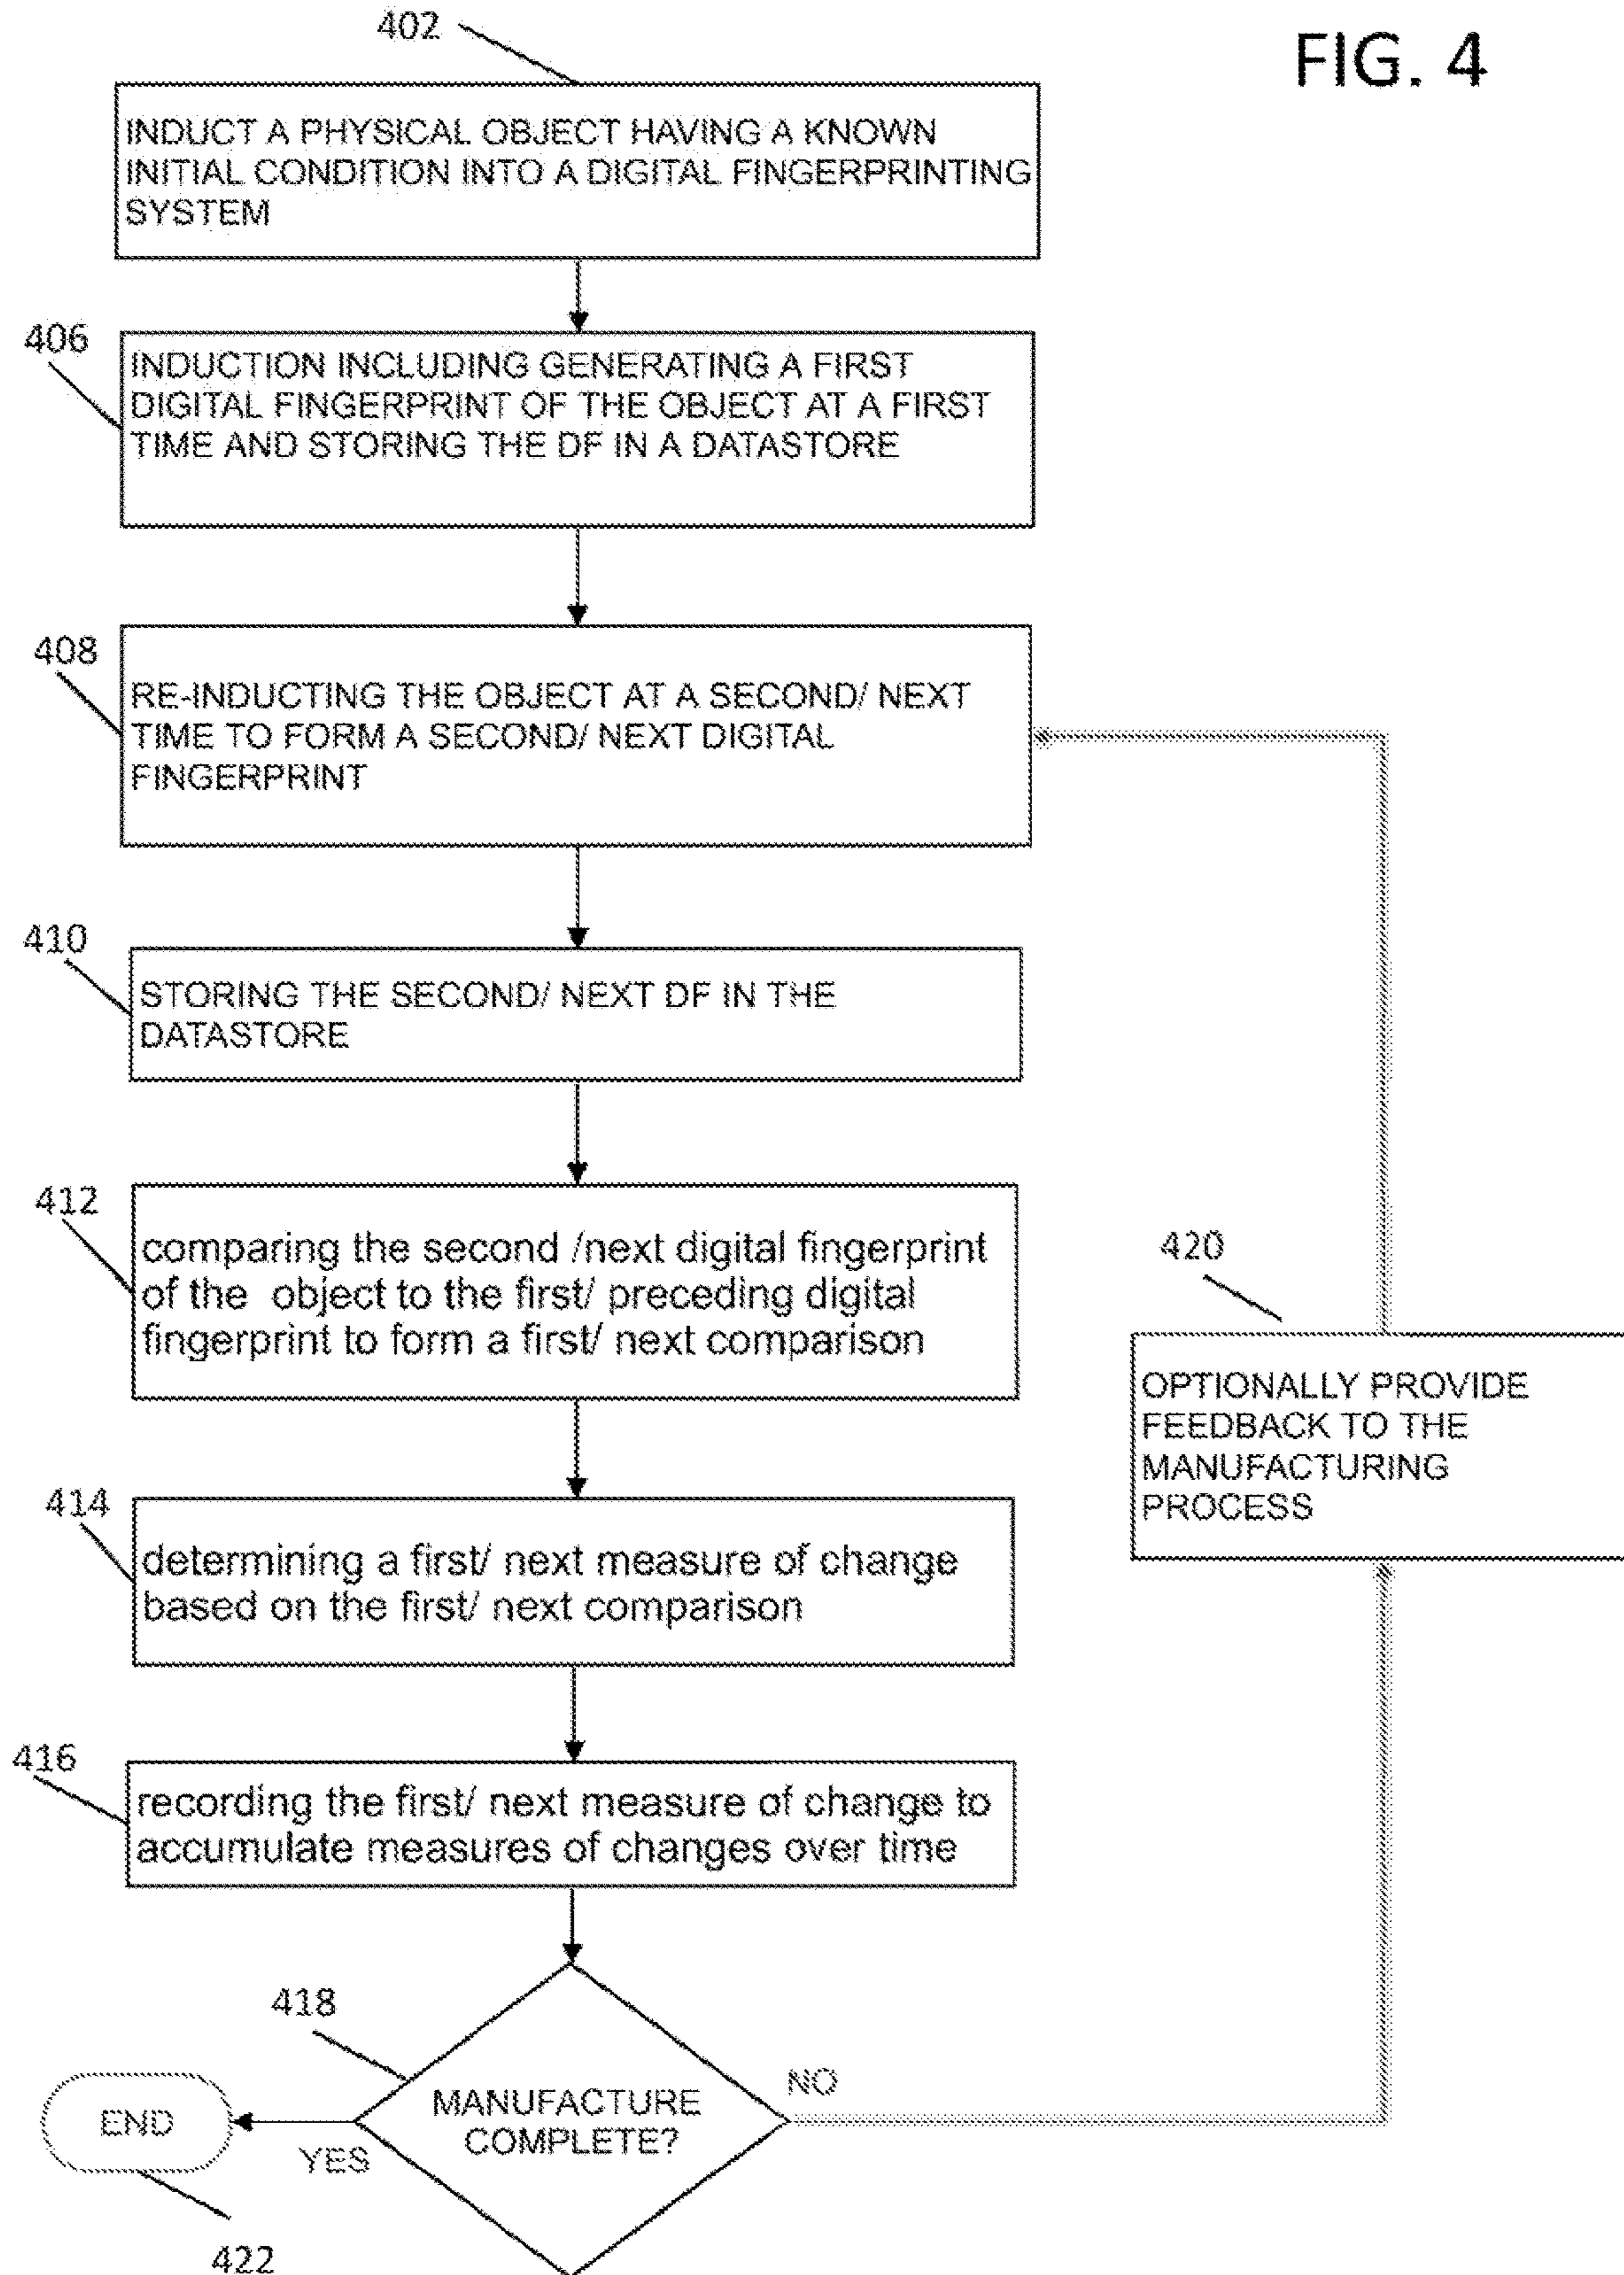 FIG. 4
402
INDUCT A PHYSICAL OBJECT HAVING A KNOWN
INITIAL CONDITION INTO A DIGITAL FINGERPRINTING
SYSTEM
406
INDUCTION INCLUDING GENERATING A FIRST
DIGITAL FINGERPRINT OF THE OBJECT AT A FIRST
TIME AND STORING THE DF IN A DATASTORE
408
RE-INDUCTING THE OBJECT AT A SECOND/ NEXT
TIME TO FORM A SECOND/ NEXT DIGITAL
FINGERPRINT
410
STORING THE SECOND/ NEXT DF IN THE
DATASTORE
412
comparing the second /next digital fingerprint
of the object to the first/ preceding digital
fingerprint to form a first/ next comparison
414
determining a first/ next measure of change
based on the first/ next comparison
416
recording the first/ next measure of change to
accumulate measures of changes over time
418
MANUFACTURE
COMPLETE?
NO
YES
END
422
420
OPTIONALLY PROVIDE
FEEDBACK TO THE
MANUFACTURING
PROCESS